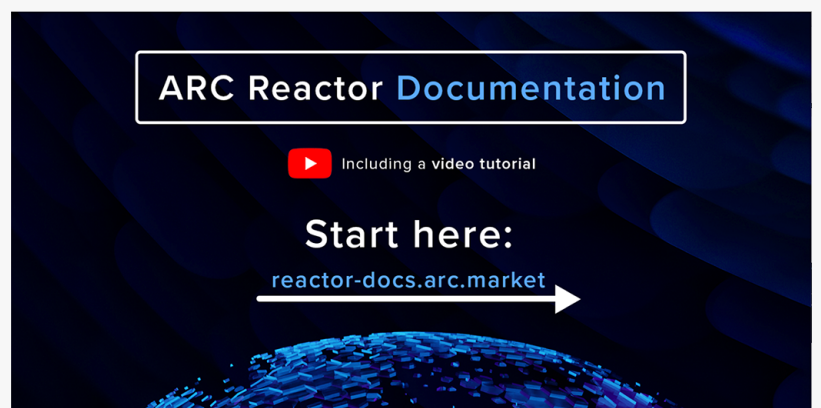 ARC Reactor Documentation
Including a video tutorial
Start here:
reactor-docs.arc.market